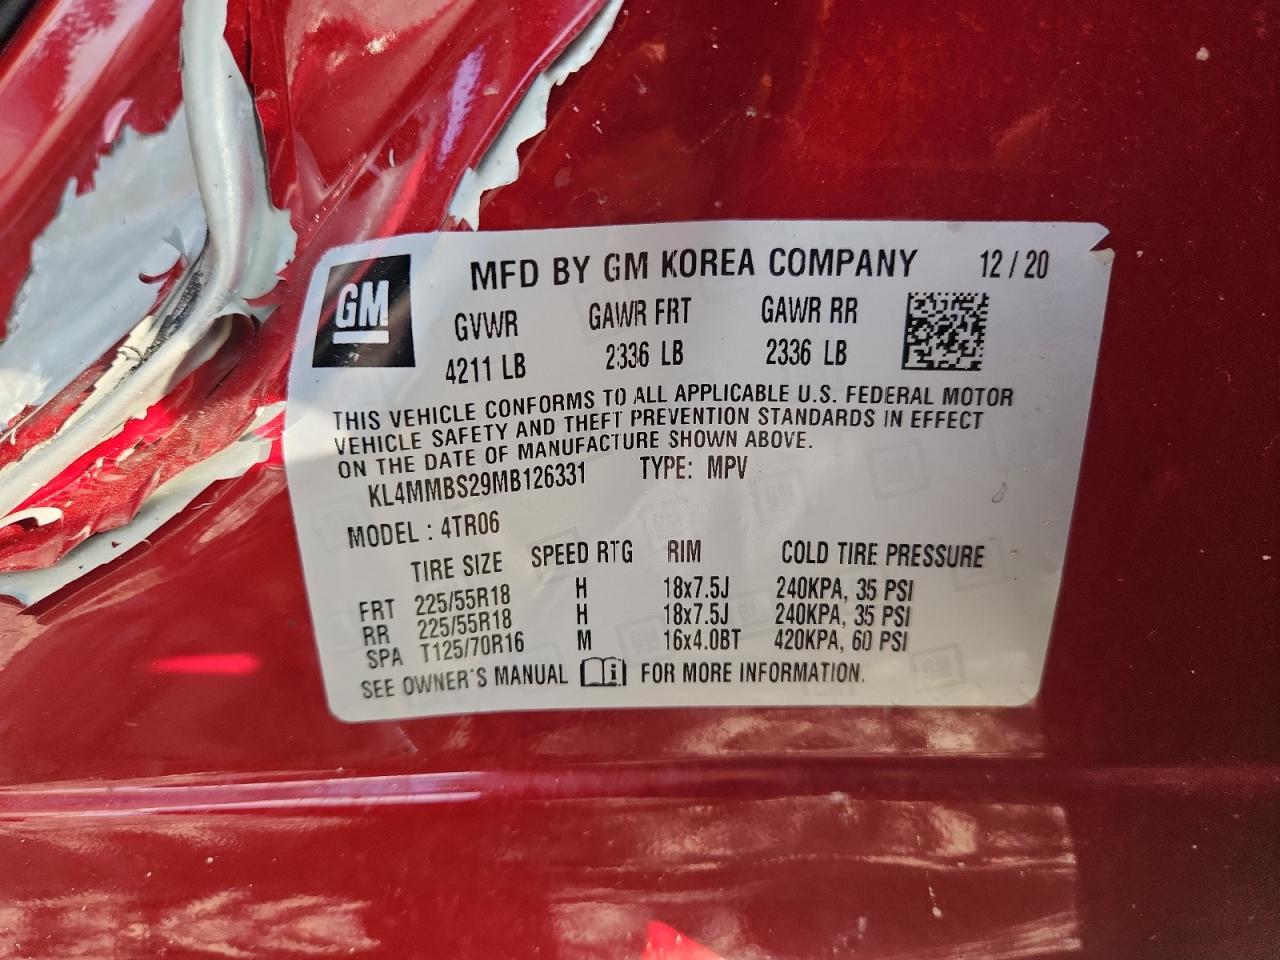 GM
MFD BY GM KOREA COMPANY 12/20
GVWR GAWR FRT GAWR RR
4211 LB 2336 LB 2336 LB
THIS VEHICLE CONFORMS TO ALL APPLICABLE U.S. FEDERAL MOTOR
VEHICLE SAFETY AND THEFT PREVENTION STANDARDS IN EFFECT
ON THE DATE OF MANUFACTURE SHOWN ABOVE.
KL4MMBS29MB126331 TYPE: MPV
MODEL : 4TR06
TIRE SIZE SPEED RTG RIM COLD TIRE PRESSURE
FRT 225/55R18 H 18x7.5J 240KPA, 35 PSI
RR 225/55R18 H 18x7.5J 240KPA, 35 PSI
SPA T125/70R16 M 16x4.0BT 420KPA, 60 PSI
SEE OWNER'S MANUAL i FOR MORE INFORMATION.